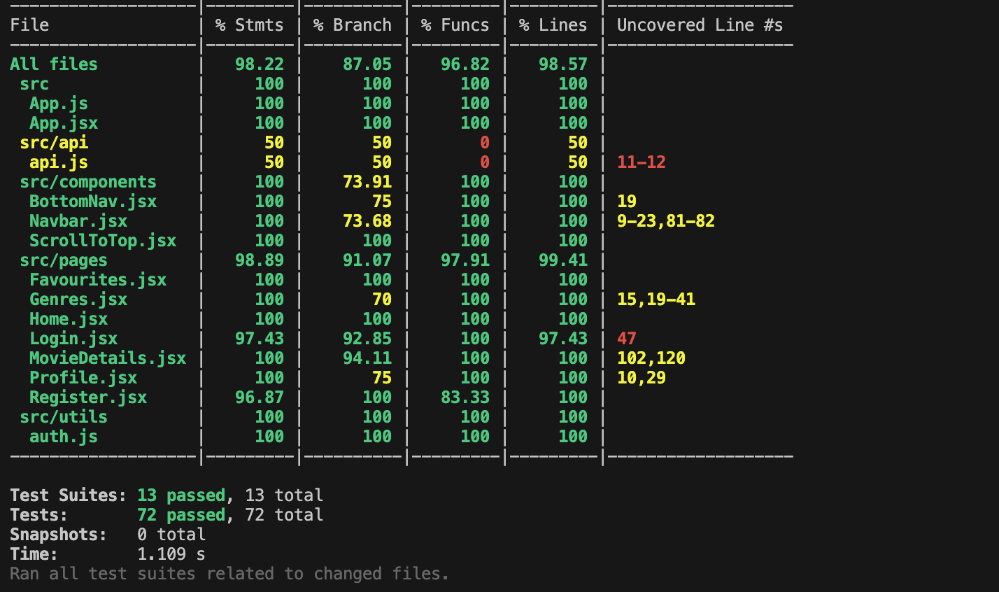 --------------------|---------|----------|---------|---------|-------------------
File                | % Stmts | % Branch | % Funcs | % Lines | Uncovered Line #s
--------------------|---------|----------|---------|---------|-------------------
All files           |   98.22 |    87.05 |   96.82 |   98.57 |
 src                |     100 |      100 |     100 |     100 |
  App.js            |     100 |      100 |     100 |     100 |
  App.jsx           |     100 |      100 |     100 |     100 |
 src/api            |      50 |       50 |       0 |      50 |
  api.js            |      50 |       50 |       0 |      50 | 11-12
 src/components     |     100 |    73.91 |     100 |     100 |
  BottomNav.jsx     |     100 |       75 |     100 |     100 | 19
  Navbar.jsx        |     100 |    73.68 |     100 |     100 | 9-23,81-82
  ScrollToTop.jsx   |     100 |      100 |     100 |     100 |
 src/pages          |   98.89 |    91.07 |   97.91 |   99.41 |
  Favourites.jsx    |     100 |      100 |     100 |     100 |
  Genres.jsx        |     100 |       70 |     100 |     100 | 15,19-41
  Home.jsx          |     100 |      100 |     100 |     100 |
  Login.jsx         |   97.43 |    92.85 |     100 |   97.43 | 47
  MovieDetails.jsx  |     100 |    94.11 |     100 |     100 | 102,120
  Profile.jsx       |     100 |       75 |     100 |     100 | 10,29
  Register.jsx      |   96.87 |      100 |   83.33 |     100 |
 src/utils          |     100 |      100 |     100 |     100 |
  auth.js           |     100 |      100 |     100 |     100 |
--------------------|---------|----------|---------|---------|-------------------
Test Suites: 13 passed, 13 total
Tests:       72 passed, 72 total
Snapshots:   0 total
Time:        1.109 s
Ran all test suites related to changed files.